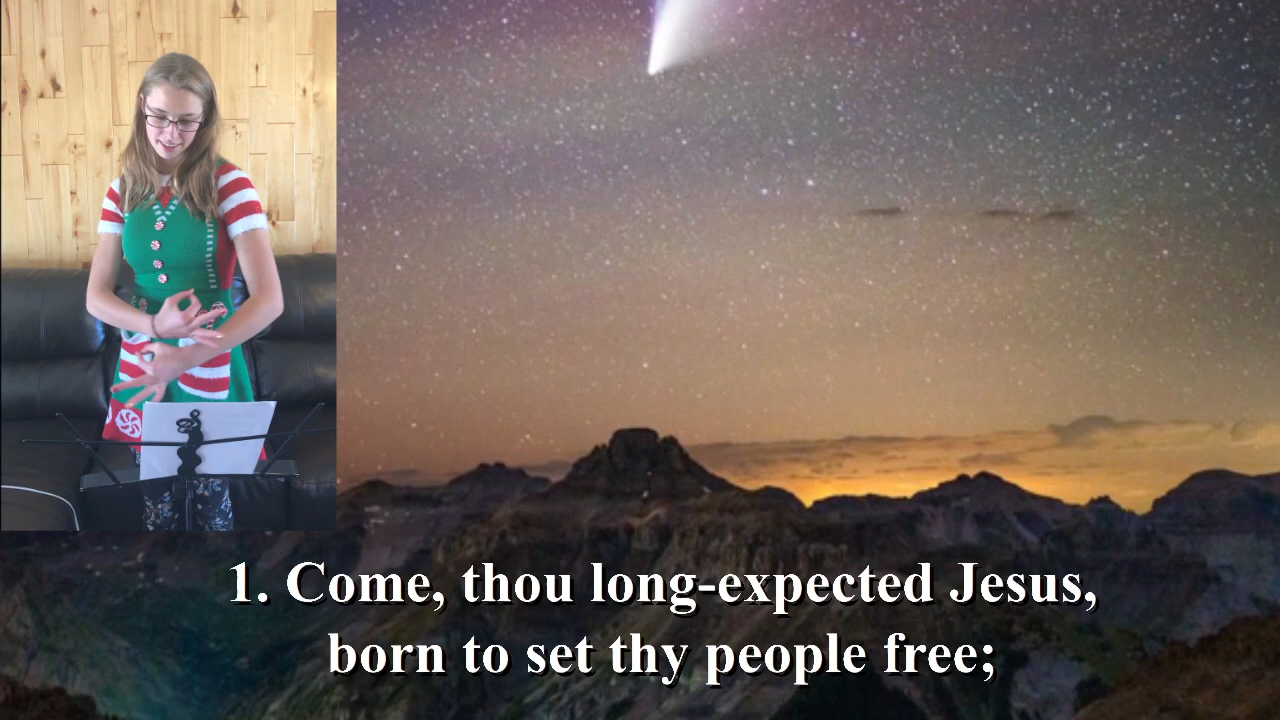 1. Come, thou long-expected Jesus,
born to set thy people free;